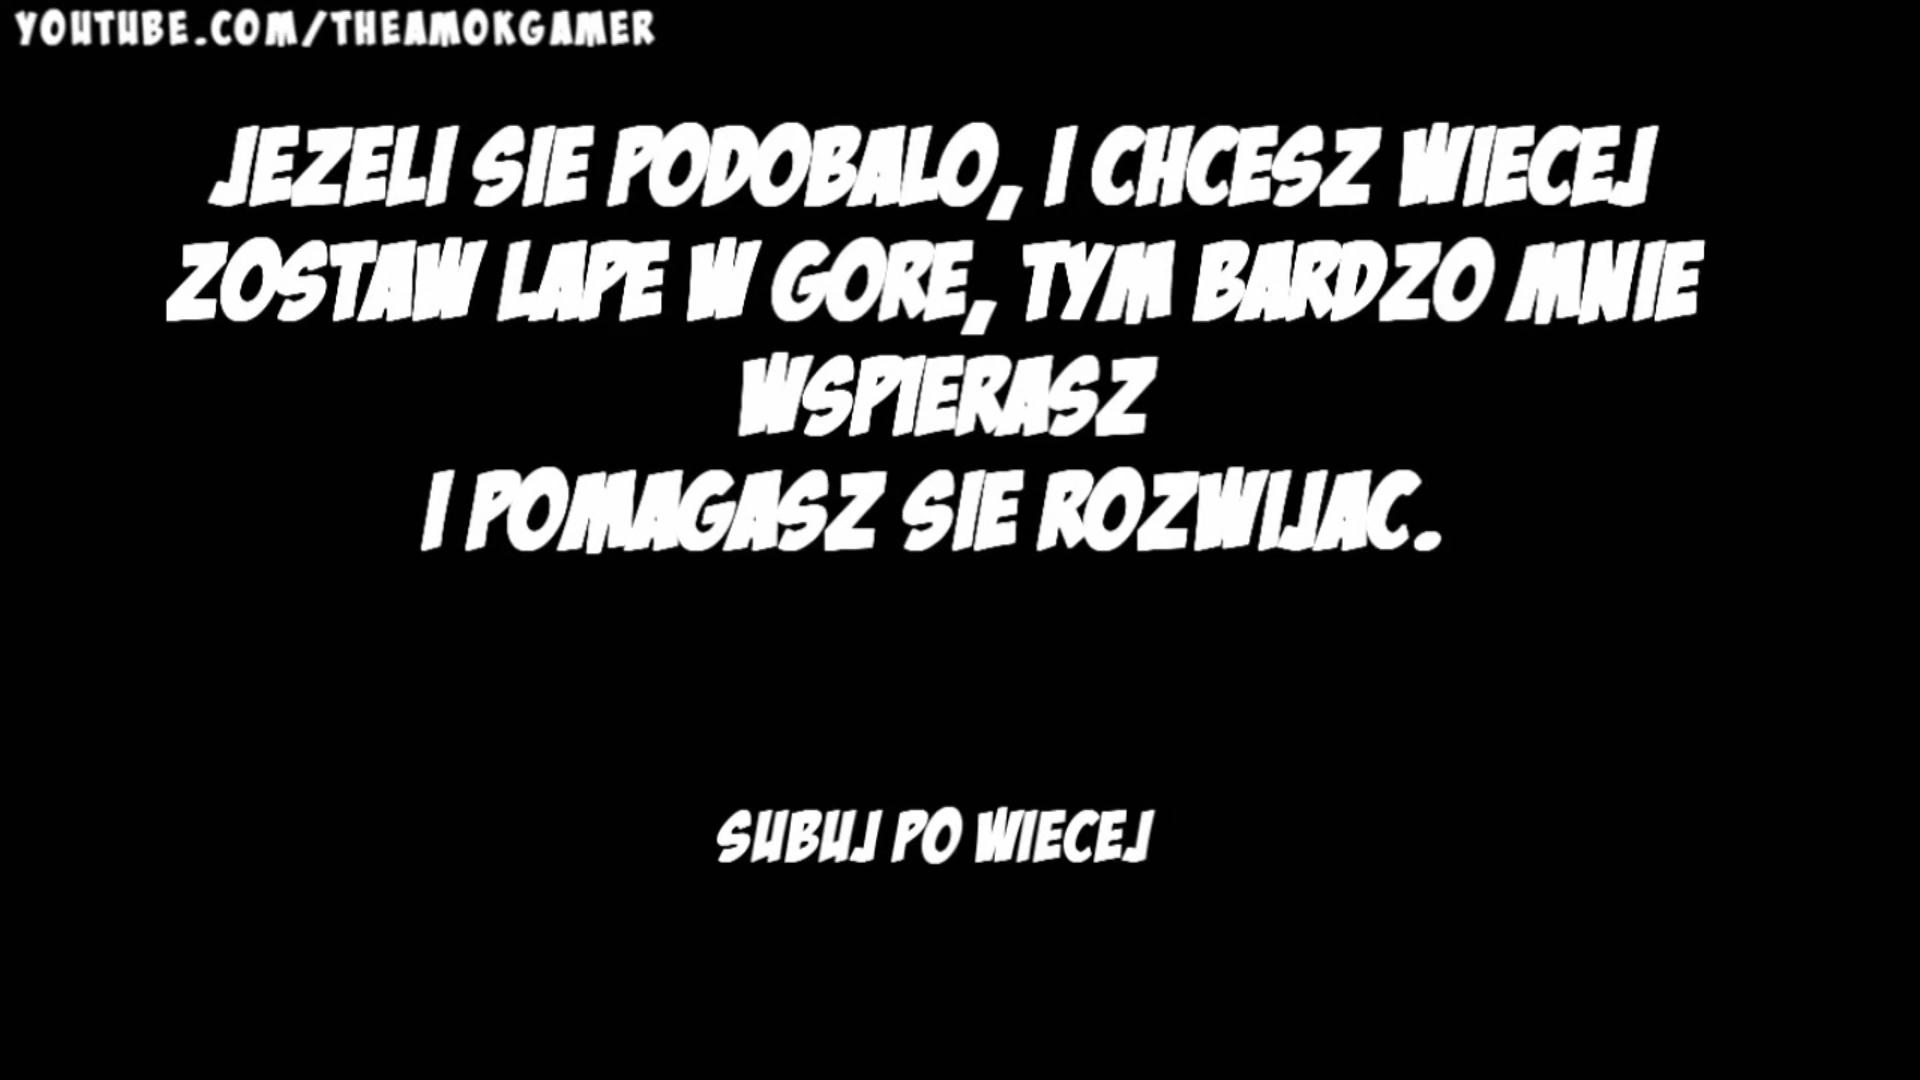 YOUTUBE.COM/THEAMOKGAMER
JEZELI SIE PODOBALO, I CHCESZ WIECEJ
ZOSTAW LAPE W GORE, TYM BARDZO MNIE
WSPIERASZ
I POMAGASZ SIE ROZWIJAC.
SUBUJ PO WIECEJ